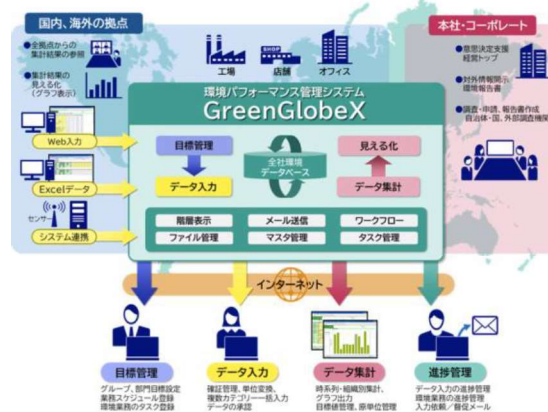 国内、海外の拠点
本社・コーポレート
●全拠点からの
集計結果の参照
●集計結果の
見える化
(グラフ表示)
工場
SHOP
店舗
オフィス
●意思決定支援
経営トップ
●対外情報開示
環境報告書
●調査・申請、報告書作成
自治体・国、外部調査機関
環境パフォーマンス管理システム
GreenGlobeX
Web入力
Excelデータ
センサー
システム連携
目標管理
データ入力
全社環境
データベース
見える化
データ集計
階層表示
メール送信
ワークフロー
ファイル管理
マスタ管理
タスク管理
インターネット
目標管理
グループ、部門目標設定
業務スケジュール登録
環境業務のタスク登録
データ入力
確証管理、単位変換、
複数カテゴリー一括入力
データの承認
データ集計
時系列・組織別集計、
グラフ出力
目標値管理、原単位管理
進捗管理
データ入力の進捗管理
環境業務の進捗管理
入力依頼／督促メール